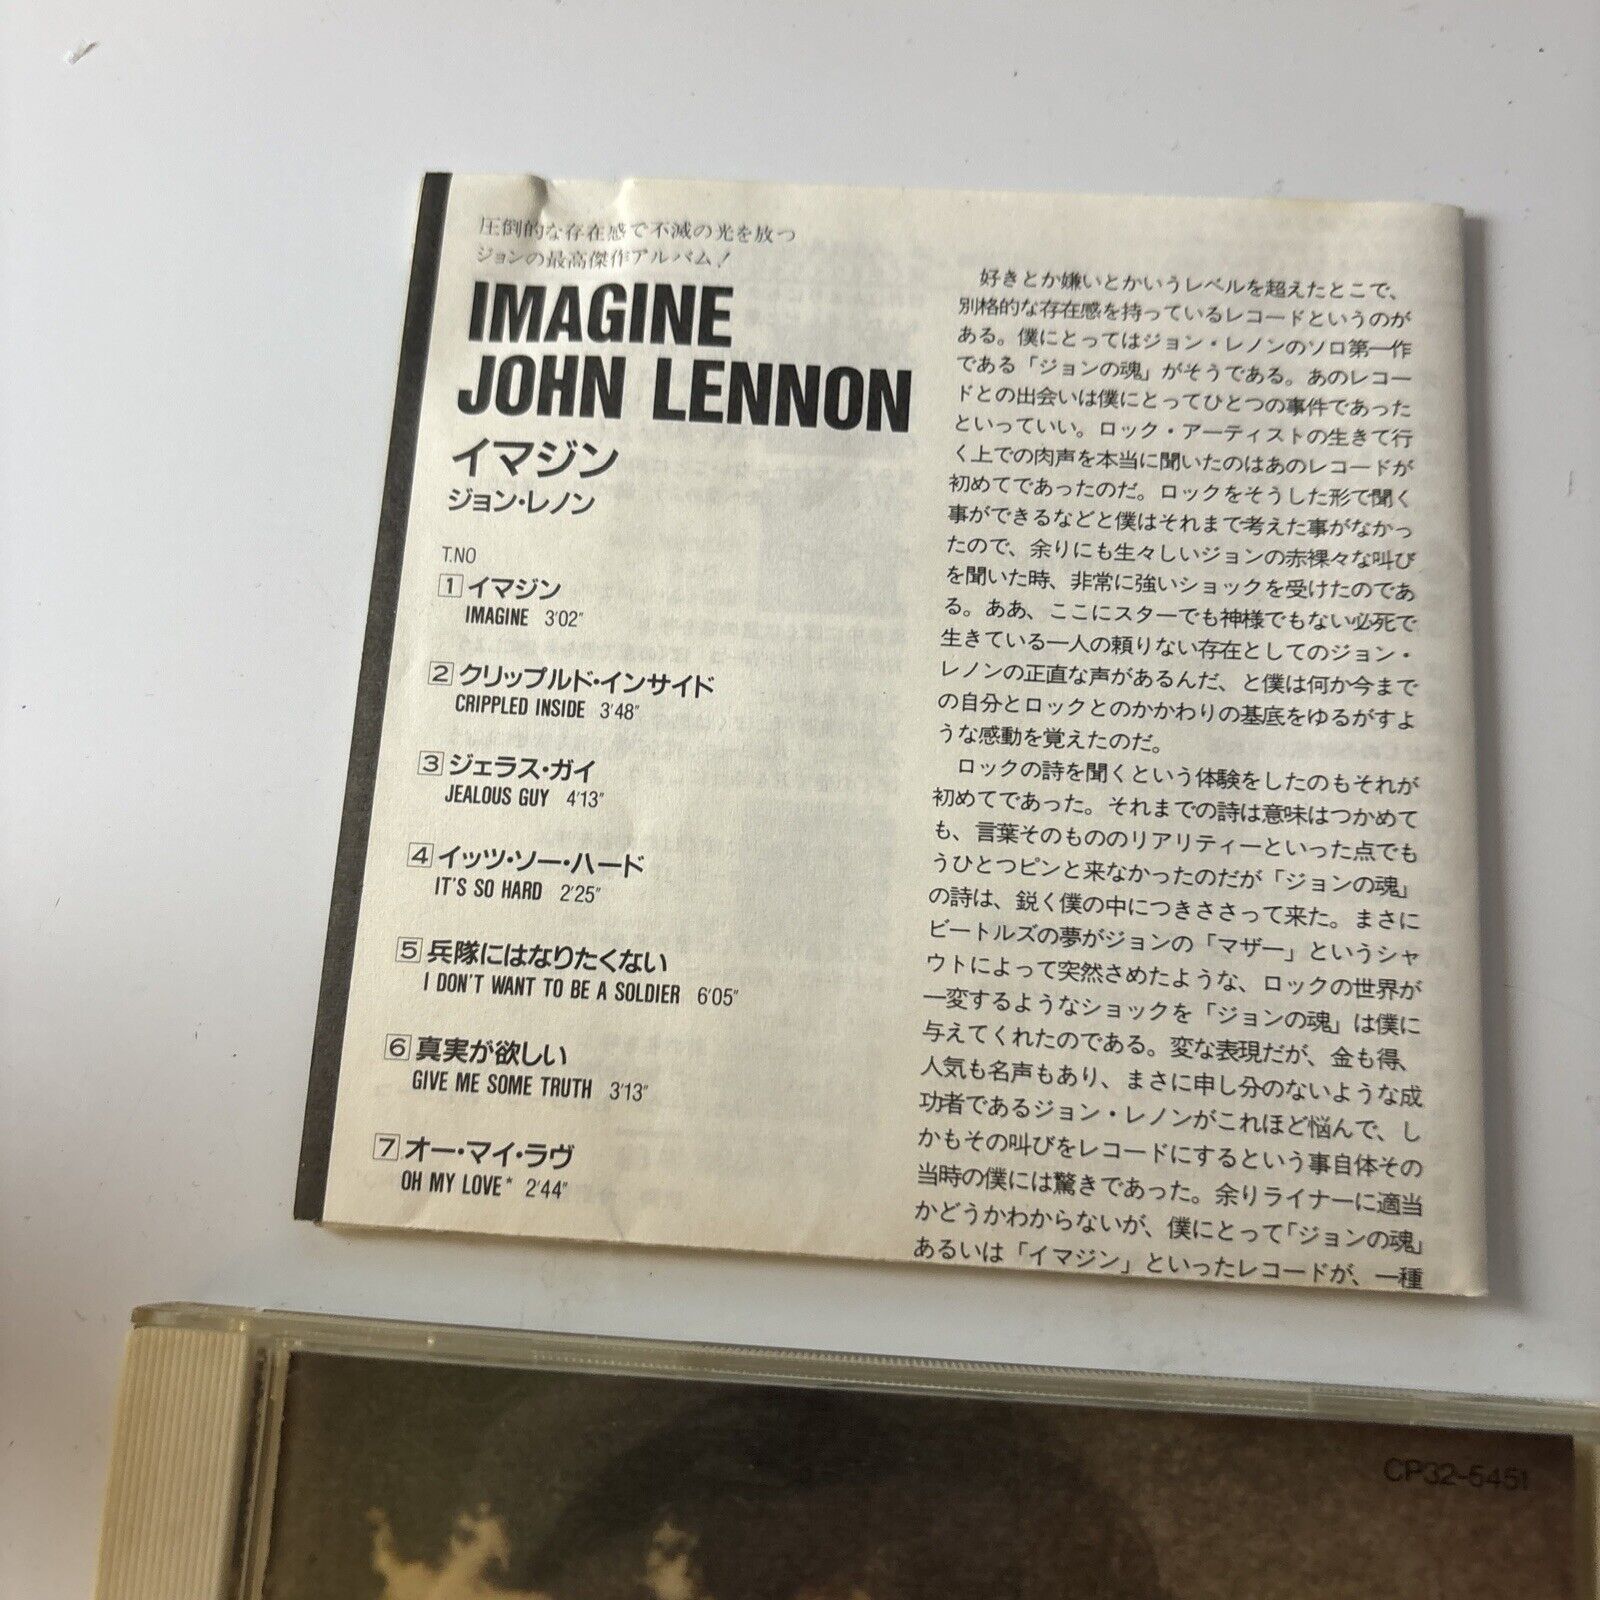 圧倒的な存在感で不滅の光を放つ
ジョンの最高傑作アルバム!
IMAGINE
JOHN LENNON
イマジン
ジョン・レノン
T.NO
1 イマジン
IMAGINE 3'02"
2 クリップルド・インサイド
CRIPPLED INSIDE 3'48"
3 ジェラス・ガイ
JEALOUS GUY 4'13"
4 イッツ・ソー・ハード
IT'S SO HARD 2'25"
5 兵隊にはなりたくない
I DON'T WANT TO BE A SOLDIER 6'05"
6 真実が欲しい
GIVE ME SOME TRUTH 3'13"
7 オー・マイ・ラヴ
OH MY LOVE* 2'44"
好きとか嫌いとかいうレベルを超えたとこで、
別格的な存在感を持っているレコードというのが
ある。僕にとってはジョン・レノンのソロ第一作
である「ジョンの魂」がそうである。あのレコー
ドとの出会いは僕にとってひとつの事件であった
といっていい。ロック・アーティストの生きて行
く上での肉声を本当に聞いたのはあのレコードが
初めてであったのだ。ロックをそうした形で聞く
事ができるなどと僕はそれまで考えた事がなかっ
たので、余りにも生々しいジョンの赤裸々な叫び
を聞いた時、非常に強いショックを受けたのであ
る。ああ、ここにスターでも神様でもない必死で
生きている一人の頼りない存在としてのジョン・
レノンの正直な声があるんだ、と僕は何か今まで
の自分とロックとのかかわりの基底をゆるがすよ
うな感動を覚えたのだ。
ロックの詩を聞くという体験をしたのもそれが
初めてであった。それまでの詩は意味はつかめて
も、言葉そのもののリアリティーといった点でも
うひとつピンと来なかったのだが「ジョンの魂」
の詩は、鋭く僕の中につきささって来た。まさに
ビートルズの夢がジョンの「マザー」というシャ
ウトによって突然さめたような、ロックの世界が
一変するようなショックを「ジョンの魂」は僕に
与えてくれたのである。変な表現だが、金も得、
人気も名声もあり、まさに申し分のないような成
功者であるジョン・レノンがこれほど悩んで、し
かもその叫びをレコードにするという事自体その
当時の僕には驚きであった。余りライナーに適当
かどうかわからないが、僕にとって「ジョンの魂」
あるいは「イマジン」といったレコードが、一種
CP32-5451